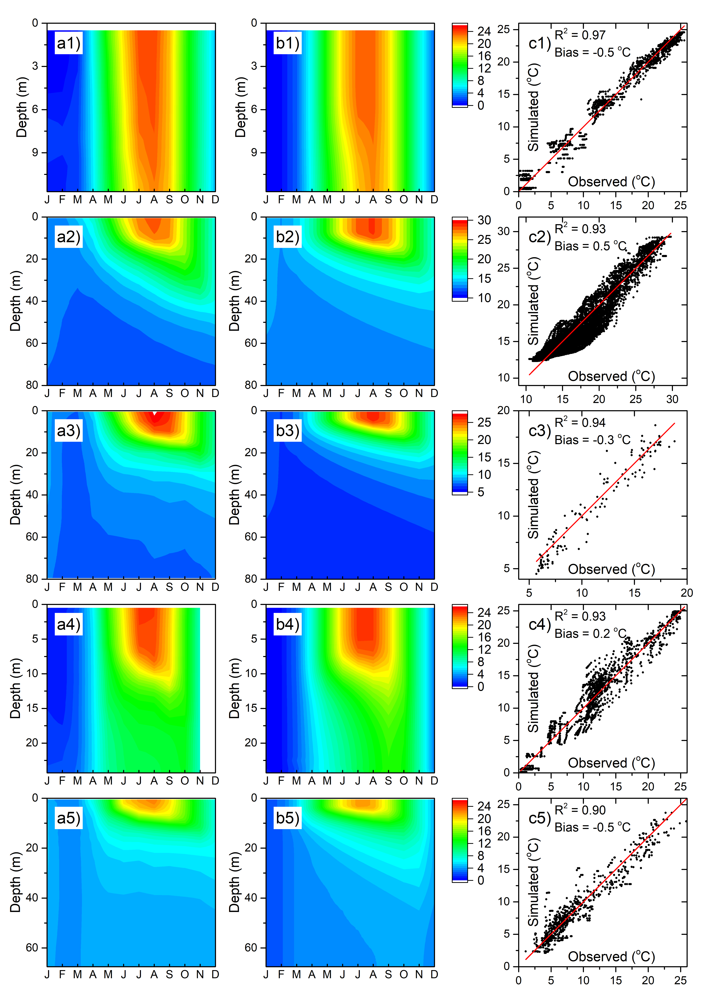 a1)
0
3
6
9
Depth (m)
J F M A M J J A S O N D
b1)
0
3
6
9
Depth (m)
J F M A M J J A S O N D
24
20
16
12
8
4
0
c1)
R² = 0.97
Bias = -0.5 °C
25
20
15
10
5
0
Simulated (°C)
Observed (°C)
0 5 10 15 20 25
a2)
0
20
40
60
80
Depth (m)
J F M A M J J A S O N D
b2)
0
20
40
60
80
Depth (m)
J F M A M J J A S O N D
30
25
20
15
10
c2)
R² = 0.93
Bias = 0.5 °C
30
25
20
15
10
Simulated (°C)
Observed (°C)
10 15 20 25 30
a3)
0
20
40
60
80
Depth (m)
J F M A M J J A S O N D
b3)
0
20
40
60
80
Depth (m)
J F M A M J J A S O N D
25
20
15
10
5
c3)
R² = 0.94
Bias = -0.3 °C
20
15
10
5
Simulated (°C)
Observed (°C)
5 10 15 20
a4)
0
5
10
15
20
Depth (m)
J F M A M J J A S O N D
b4)
0
5
10
15
20
Depth (m)
J F M A M J J A S O N D
24
20
16
12
8
4
0
c4)
R² = 0.93
Bias = 0.2 °C
25
20
15
10
5
0
Simulated (°C)
Observed (°C)
0 5 10 15 20 25
a5)
0
20
40
60
Depth (m)
J F M A M J J A S O N D
b5)
0
20
40
60
Depth (m)
J F M A M J J A S O N D
24
20
16
12
8
4
0
c5)
R² = 0.90
Bias = -0.5 °C
25
20
15
10
5
0
Simulated (°C)
Observed (°C)
0 5 10 15 20 25